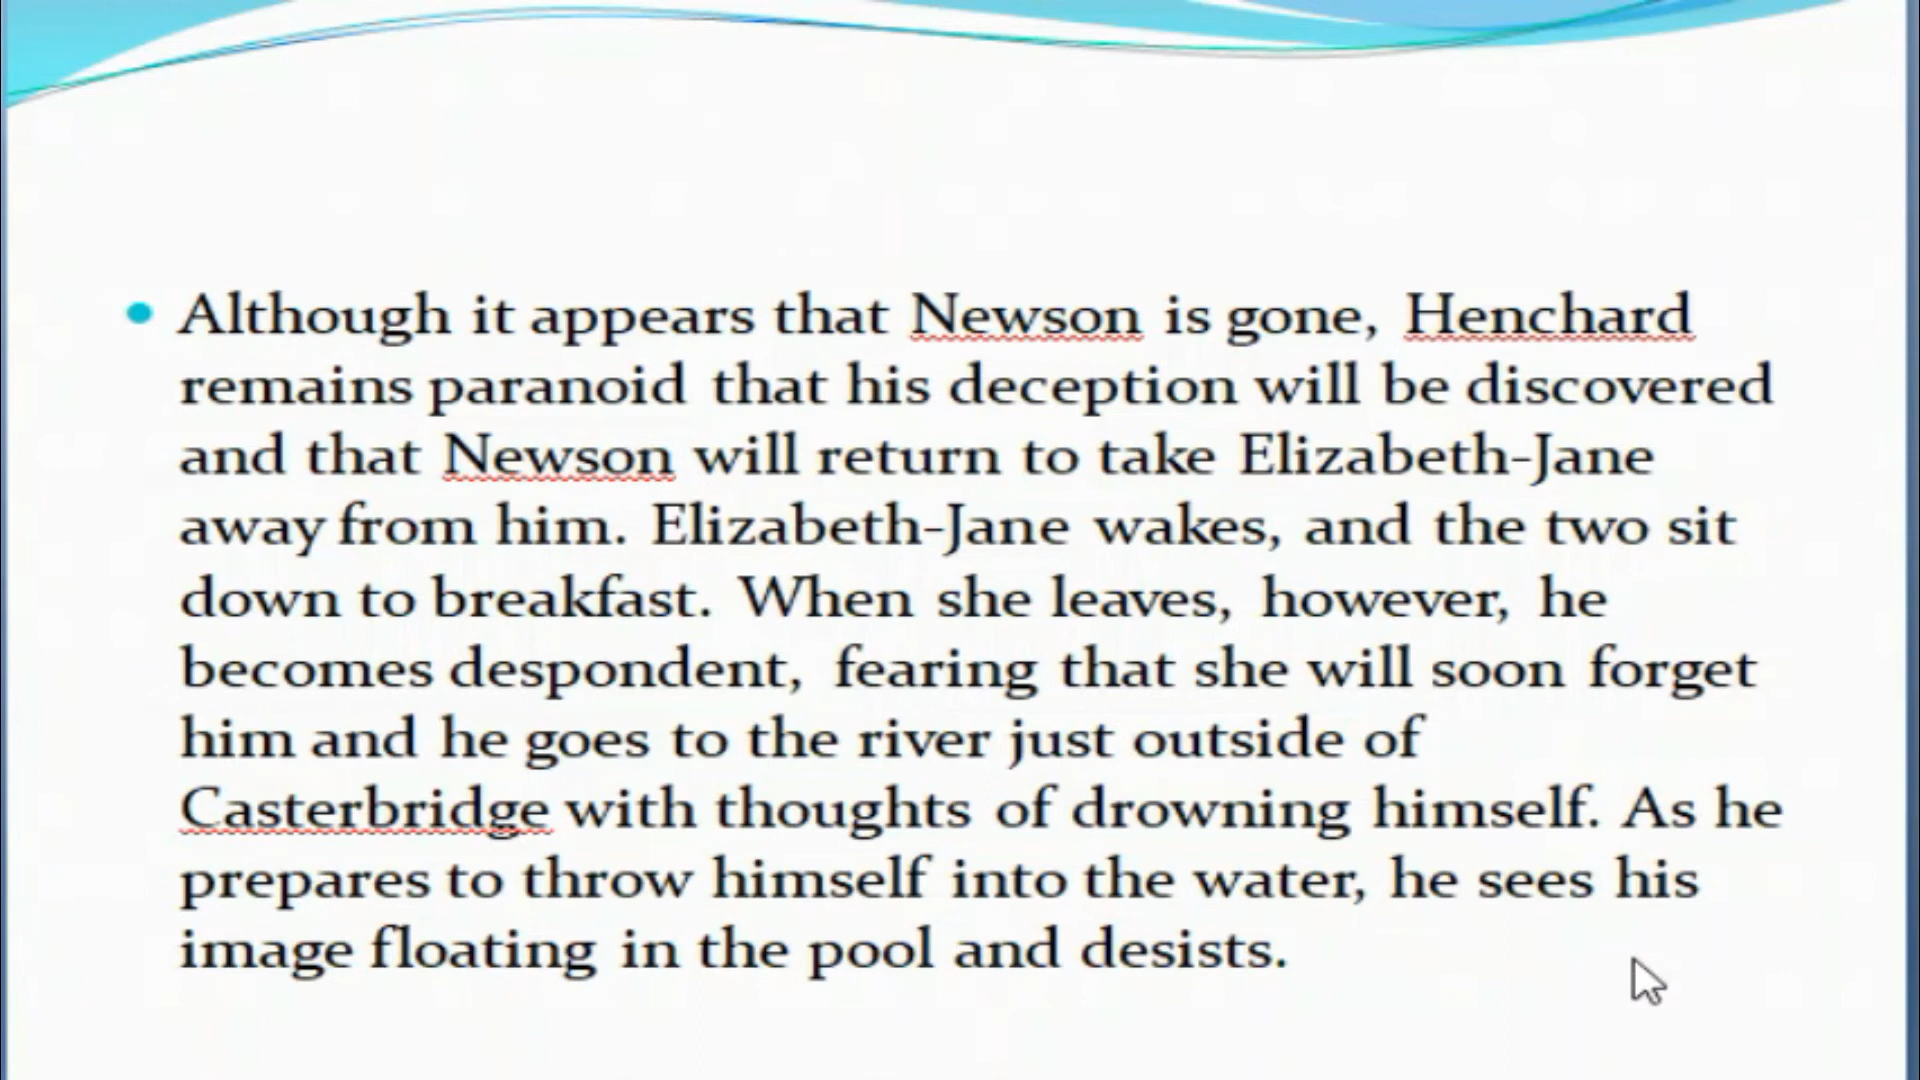 Although it appears that Newson is gone, Henchard
remains paranoid that his deception will be discovered
and that Newson will return to take Elizabeth-Jane
away from him. Elizabeth-Jane wakes, and the two sit
down to breakfast. When she leaves, however, he
becomes despondent, fearing that she will soon forget
him and he goes to the river just outside of
Casterbridge with thoughts of drowning himself. As he
prepares to throw himself into the water, he sees his
image floating in the pool and desists.